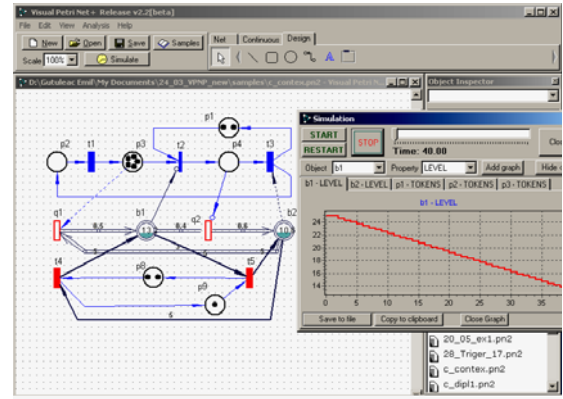 Visual Petri Net+ Release v2.2[beta]
File Edit View Analysis Help
New Open Save Samples
Scale 100% Simulate
Net Continuous Design
A
D:\Gutuleac Emil\My Documents\24_03_VPNP_new\samples\c_contex.pn2 - Visual Petri N
Object Inspector
p1
p2 t1 p3 t2 p4 t3
q1 b1 q2 b2
0,5 0,4 0,6
t4 p8 t5
p9
Simulation
START
RESTART
STOP
Time: 40.00
Object b1 Property LEVEL Add graph Hide
b1 - LEVEL b2 - LEVEL p1 - TOKENS p2 - TOKENS p3 - TOKENS
b1 - LEVEL
24
22
20
18
16
14
0 5 10 15 20 25 30 35
Save to file Copy to clipboard Close Graph
20_05_ex1.pn2
28_Triger_17.pn2
c_contex.pn2
c_dipl1.pn2